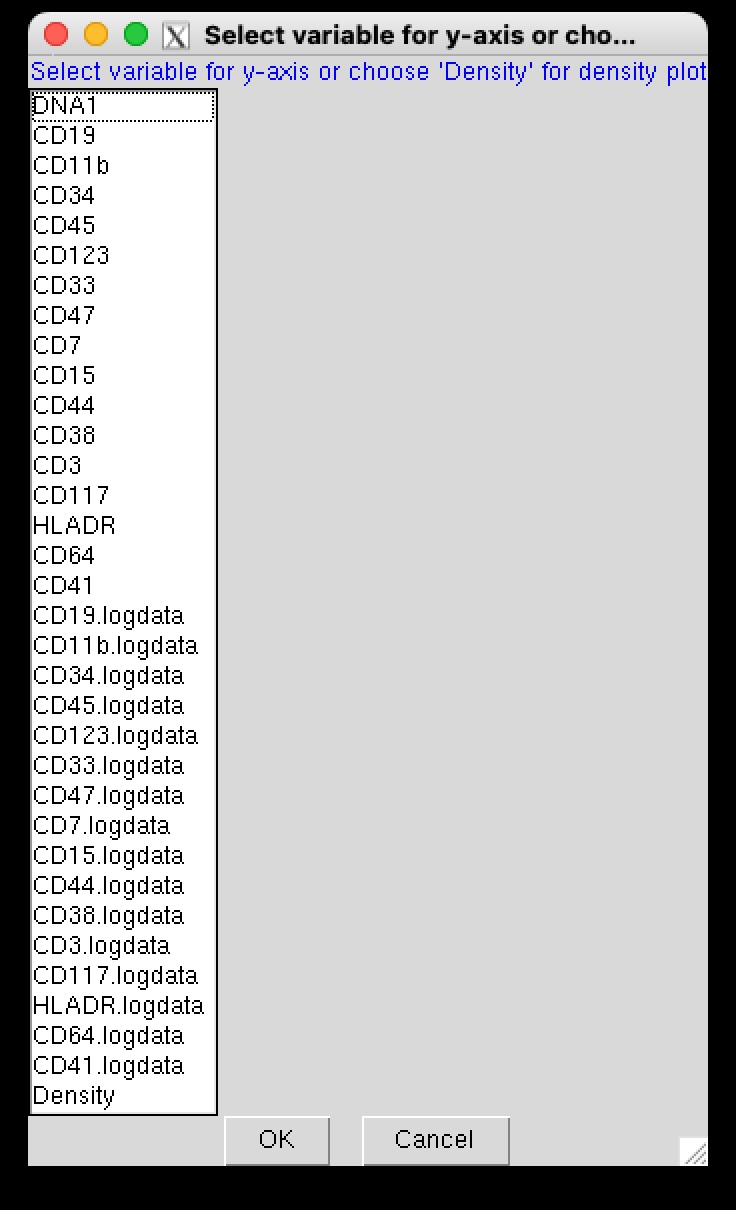 Select variable for y-axis or cho...
Select variable for y-axis or choose 'Density' for density plot
DNA1
CD19
CD11b
CD34
CD45
CD123
CD33
CD47
CD7
CD15
CD44
CD38
CD3
CD117
HLADR
CD64
CD41
CD19.logdata
CD11b.logdata
CD34.logdata
CD45.logdata
CD123.logdata
CD33.logdata
CD47.logdata
CD7.logdata
CD15.logdata
CD44.logdata
CD38.logdata
CD3.logdata
CD117.logdata
HLADR.logdata
CD64.logdata
CD41.logdata
Density
OK Cancel